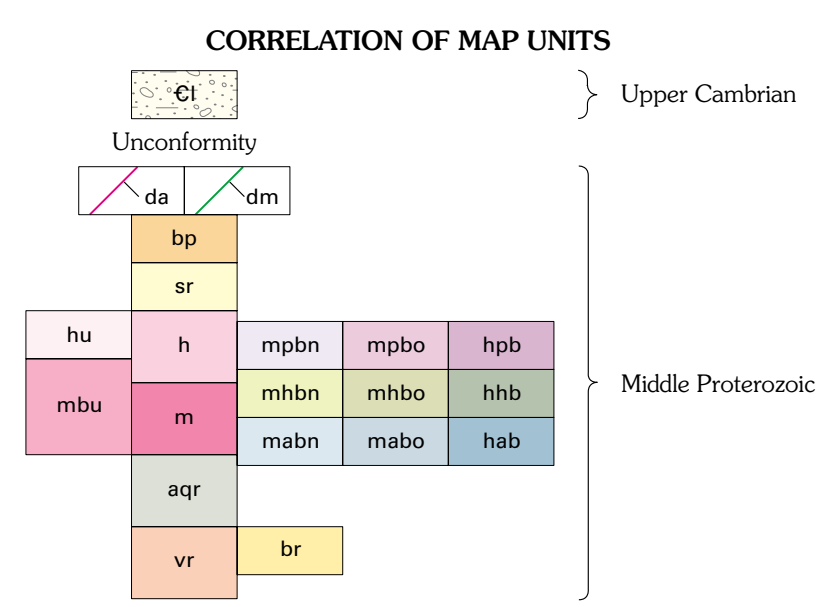 CORRELATION OF MAP UNITS
Єl
Upper Cambrian
Unconformity
da dm
bp
sr
hu h mpbn mpbo hpb
mbu m mhbn mhbo hhb
Middle Proterozoic
mabn mabo hab
aqr
vr br